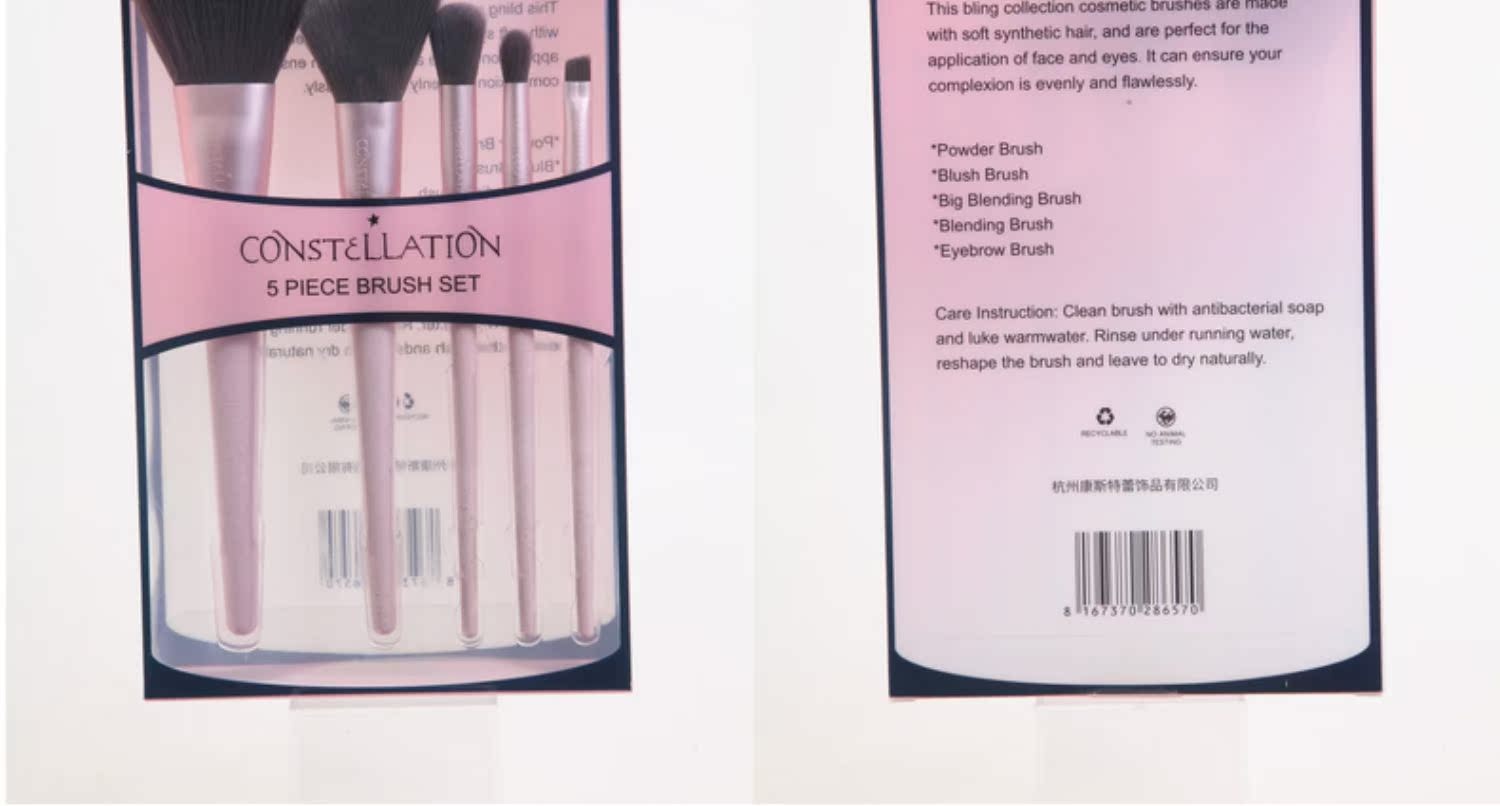 CONSTELLATION
5 PIECE BRUSH SET
This bling collection cosmetic brushes are made
with soft synthetic hair, and are perfect for the
application of face and eyes. It can ensure your
complexion is evenly and flawlessly.
*Powder Brush
*Blush Brush
*Big Blending Brush
*Blending Brush
*Eyebrow Brush
Care Instruction: Clean brush with antibacterial soap
and luke warmwater. Rinse under running water,
reshape the brush and leave to dry naturally.
RECYCLABLE
NO ANIMAL
TESTING
杭州康斯特蕾饰品有限公司
8 167370 286570